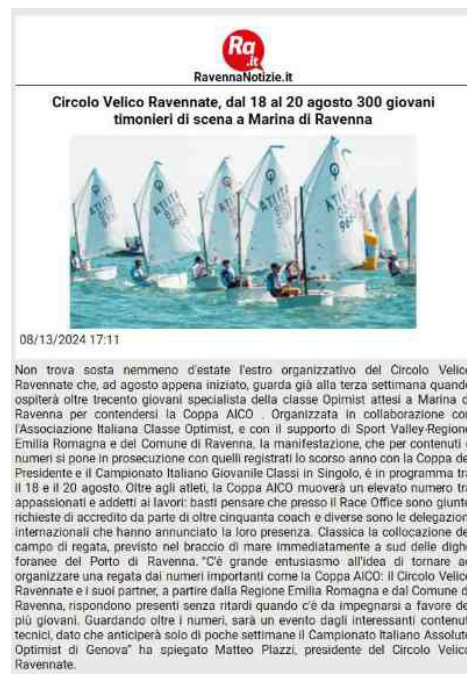 Ra
.it
RavennaNotizie.it
Circolo Velico Ravennate, dal 18 al 20 agosto 300 giovani
timonieri di scena a Marina di Ravenna
08/13/2024 17:11
Non trova sosta nemmeno d'estate l'estro organizzativo del Circolo Velico
Ravennate che, ad agosto appena iniziato, guarda già alla terza settimana quando
ospiterà oltre trecento giovani specialista della classe Opimist attesi a Marina di
Ravenna per contendersi la Coppa AICO . Organizzata in collaborazione con
l'Associazione Italiana Classe Optimist, e con il supporto di Sport Valley-Regione
Emilia Romagna e del Comune di Ravenna, la manifestazione, che per contenuti e
numeri si pone in prosecuzione con quelli registrati lo scorso anno con la Coppa del
Presidente e il Campionato Italiano Giovanile Classi in Singolo, è in programma tra
il 18 e il 20 agosto. Oltre agli atleti, la Coppa AICO muoverà un elevato numero tra
appassionati e addetti ai lavori: basti pensare che presso il Race Office sono giunte
richieste di accredito da parte di oltre cinquanta coach e diverse sono le delegazioni
internazionali che hanno annunciato la loro presenza. Classica la collocazione del
campo di regata, previsto nel braccio di mare immediatamente a sud delle dighe
foranee del Porto di Ravenna. "C'è grande entusiasmo all'idea di tornare ad
organizzare una regata dai numeri importanti come la Coppa AICO: il Circolo Velico
Ravennate e i suoi partner, a partire dalla Regione Emilia Romagna e dal Comune di
Ravenna, rispondono presenti senza ritardi quando c'è da impegnarsi a favore dei
più giovani. Guardando oltre i numeri, sarà un evento dagli interessanti contenuti
tecnici, dato che anticiperà solo di poche settimane il Campionato Italiano Assoluto
Optimist di Genova" ha spiegato Matteo Plazzi, presidente del Circolo Velico
Ravennate.